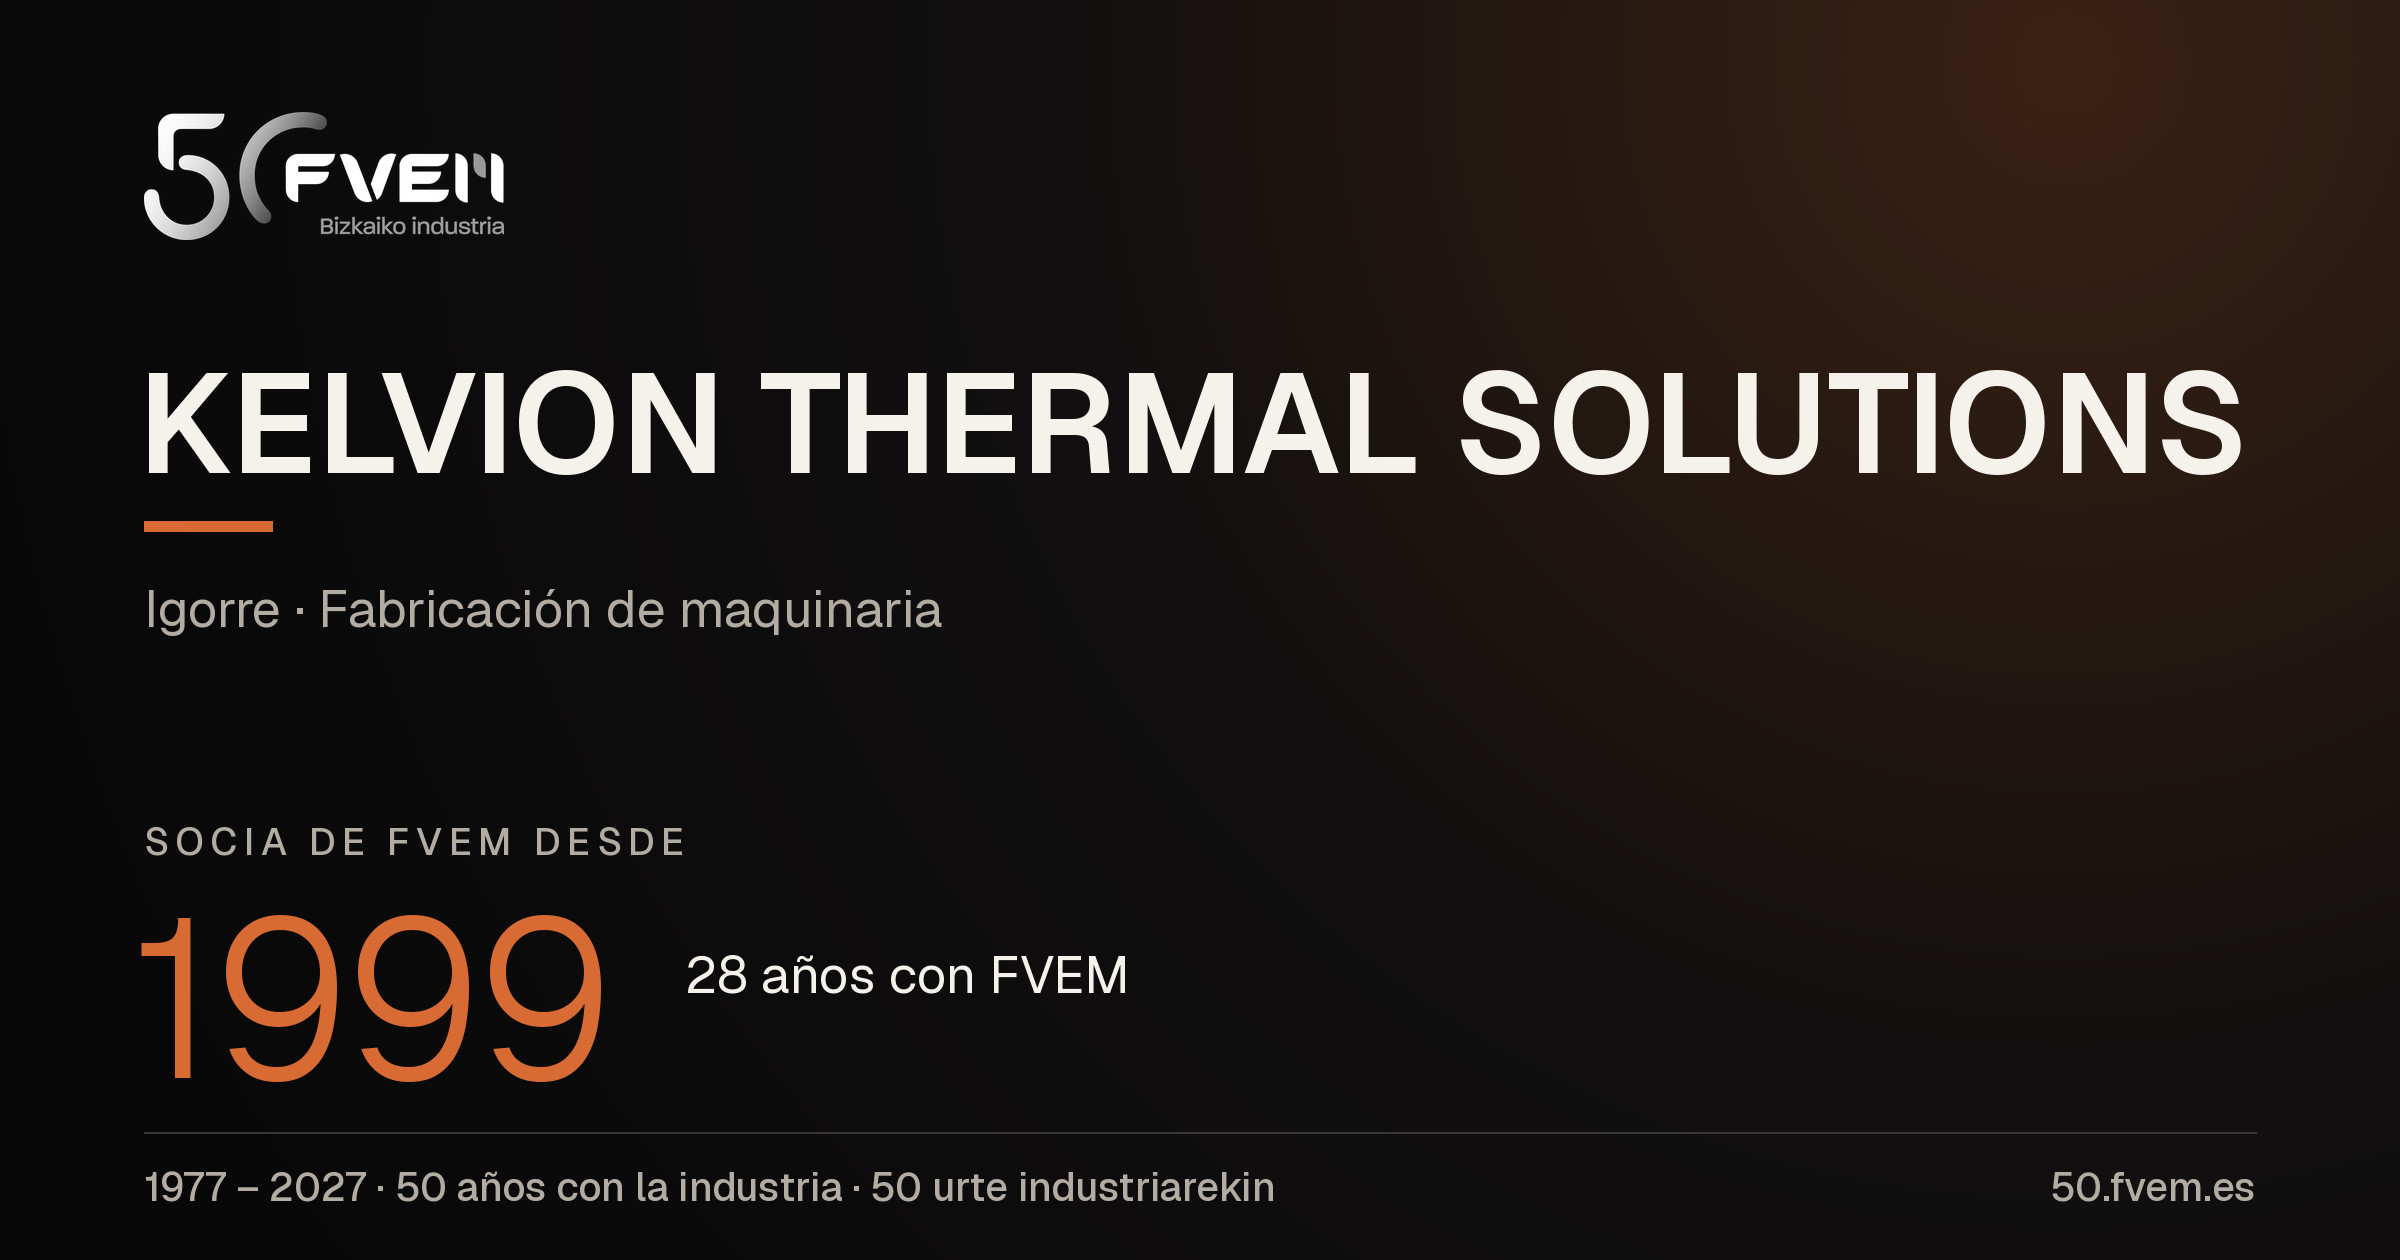 50 FVEM
Bizkaiko industria
KELVION THERMAL SOLUTIONS
Igorre · Fabricación de maquinaria
SOCIA DE FVEM DESDE
1999
28 años con FVEM
1977 – 2027 · 50 años con la industria · 50 urte industriarekin
50.fvem.es